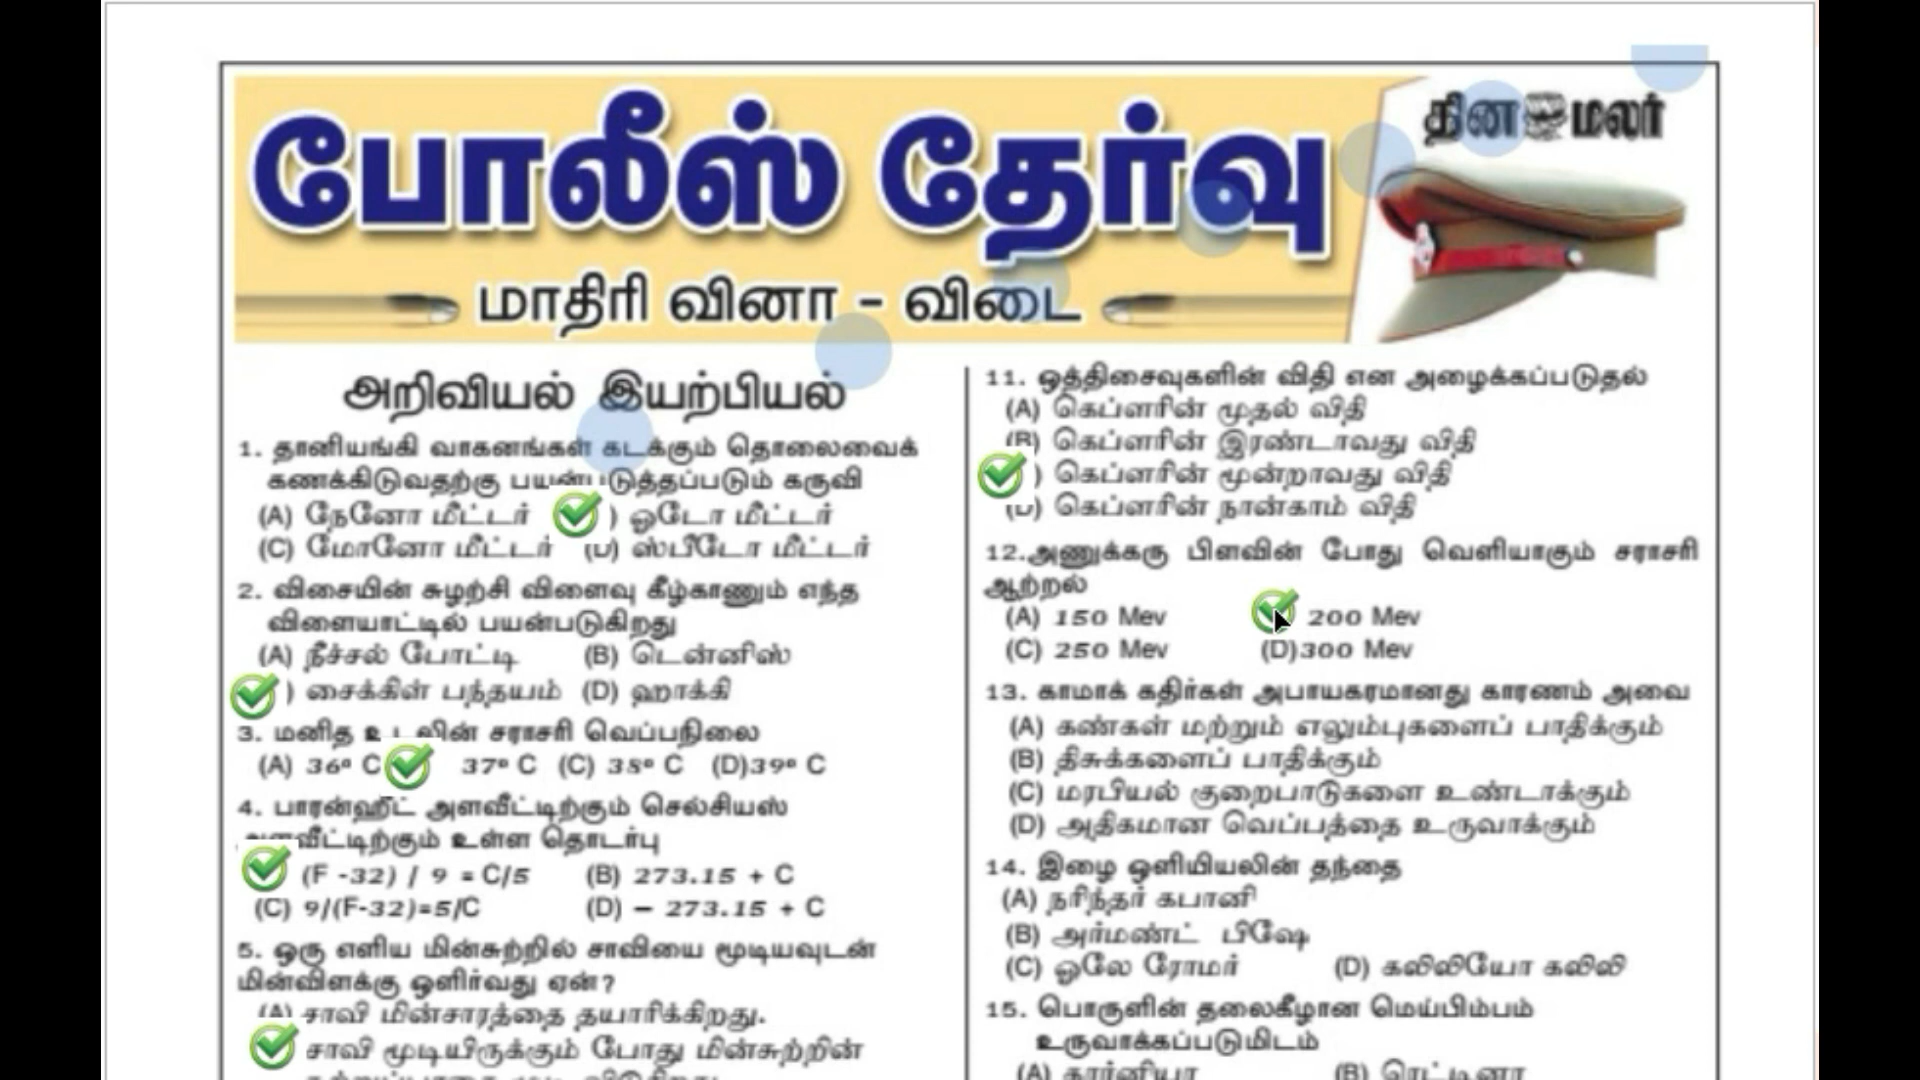 போலீஸ் தேர்வு
தினமலர்
மாதிரி வினா - விடை
அறிவியல் இயற்பியல்
1. தானியங்கி வாகனங்கள் கடக்கும் தொலைவைக்
கணக்கிடுவதற்கு பயன்படுத்தப்படும் கருவி
(A) நேனோ மீட்டர் ) ஓடோ மீட்டர்
(C) மோனோ மீட்டர் (D) ஸ்பீடோ மீட்டர்
2. விசையின் சுழற்சி விளைவு கீழ்காணும் எந்த
விளையாட்டில் பயன்படுகிறது
(A) நீச்சல் போட்டி (B) டென்னிஸ்
) சைக்கிள் பந்தயம் (D) ஹாக்கி
3. மனித உடலின் சராசரி வெப்பநிலை
(A) 36° C 37° C (C) 38° C (D)39° C
4. பாரன்ஹீட் அளவீட்டிற்கும் செல்சியஸ்
அளவீட்டிற்கும் உள்ள தொடர்பு
(F -32) / 9 = C/5 (B) 273.15 + C
(C) 9/(F-32)=5/C (D) – 273.15 + C
5. ஒரு எளிய மின்சுற்றில் சாவியை மூடியவுடன்
மின்விளக்கு ஒளிர்வது ஏன்?
(A) சாவி மின்சாரத்தை தயாரிக்கிறது.
சாவி மூடியிருக்கும் போது மின்சுற்றின்
11. ஒத்திசைவுகளின் விதி என அழைக்கப்படுதல்
(A) கெப்ளரின் முதல் விதி
(B) கெப்ளரின் இரண்டாவது விதி
) கெப்ளரின் மூன்றாவது விதி
(D) கெப்ளரின் நான்காம் விதி
12.அணுக்கரு பிளவின் போது வெளியாகும் சராசரி
ஆற்றல்
(A) 150 Mev 200 Mev
(C) 250 Mev (D)300 Mev
13. காமாக் கதிர்கள் அபாயகரமானது காரணம் அவை
(A) கண்கள் மற்றும் எலும்புகளைப் பாதிக்கும்
(B) திசுக்களைப் பாதிக்கும்
(C) மரபியல் குறைபாடுகளை உண்டாக்கும்
(D) அதிகமான வெப்பத்தை உருவாக்கும்
14. இழை ஒளியியலின் தந்தை
(A) நரிந்தர் கபானி
(B) அர்மண்ட் பிஷே
(C) ஓலே ரோமர் (D) கலிலியோ கலிலி
15. பொருளின் தலைகீழான மெய்பிம்பம்
உருவாக்கப்படுமிடம்
(A) கார்னியா (B) ரெட்டினா